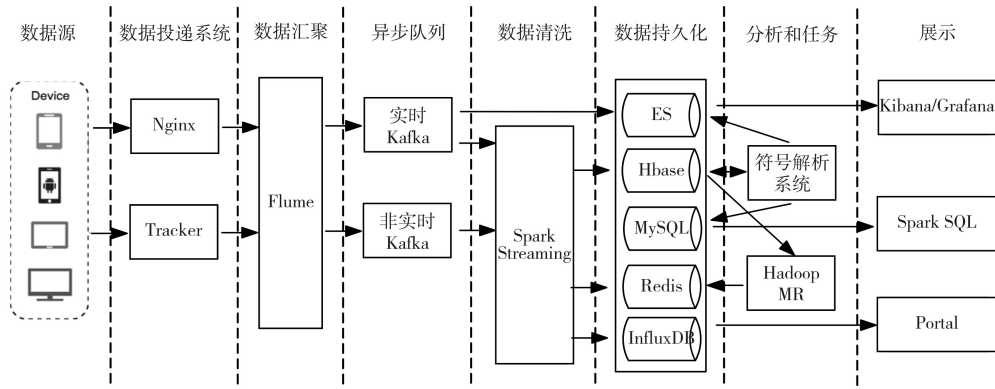 数据源
数据投递系统
数据汇聚
异步队列
数据清洗
数据持久化
分析和任务
展示
Device
Nginx
Tracker
Flume
实时
Kafka
非实时
Kafka
Spark
Streaming
ES
Hbase
MySQL
Redis
InfluxDB
符号解析
系统
Hadoop
MR
Kibana/Grafana
Spark SQL
Portal